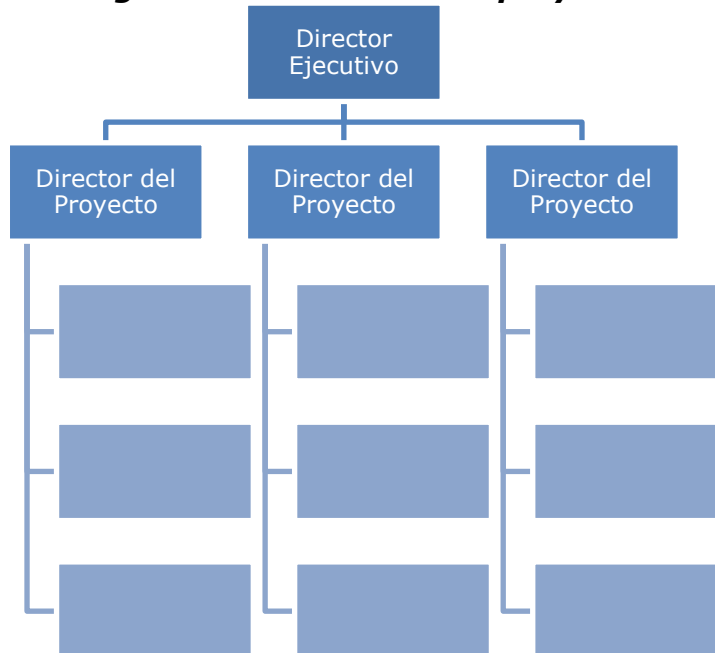 Director
Ejecutivo
Director del
Proyecto
Director del
Proyecto
Director del
Proyecto